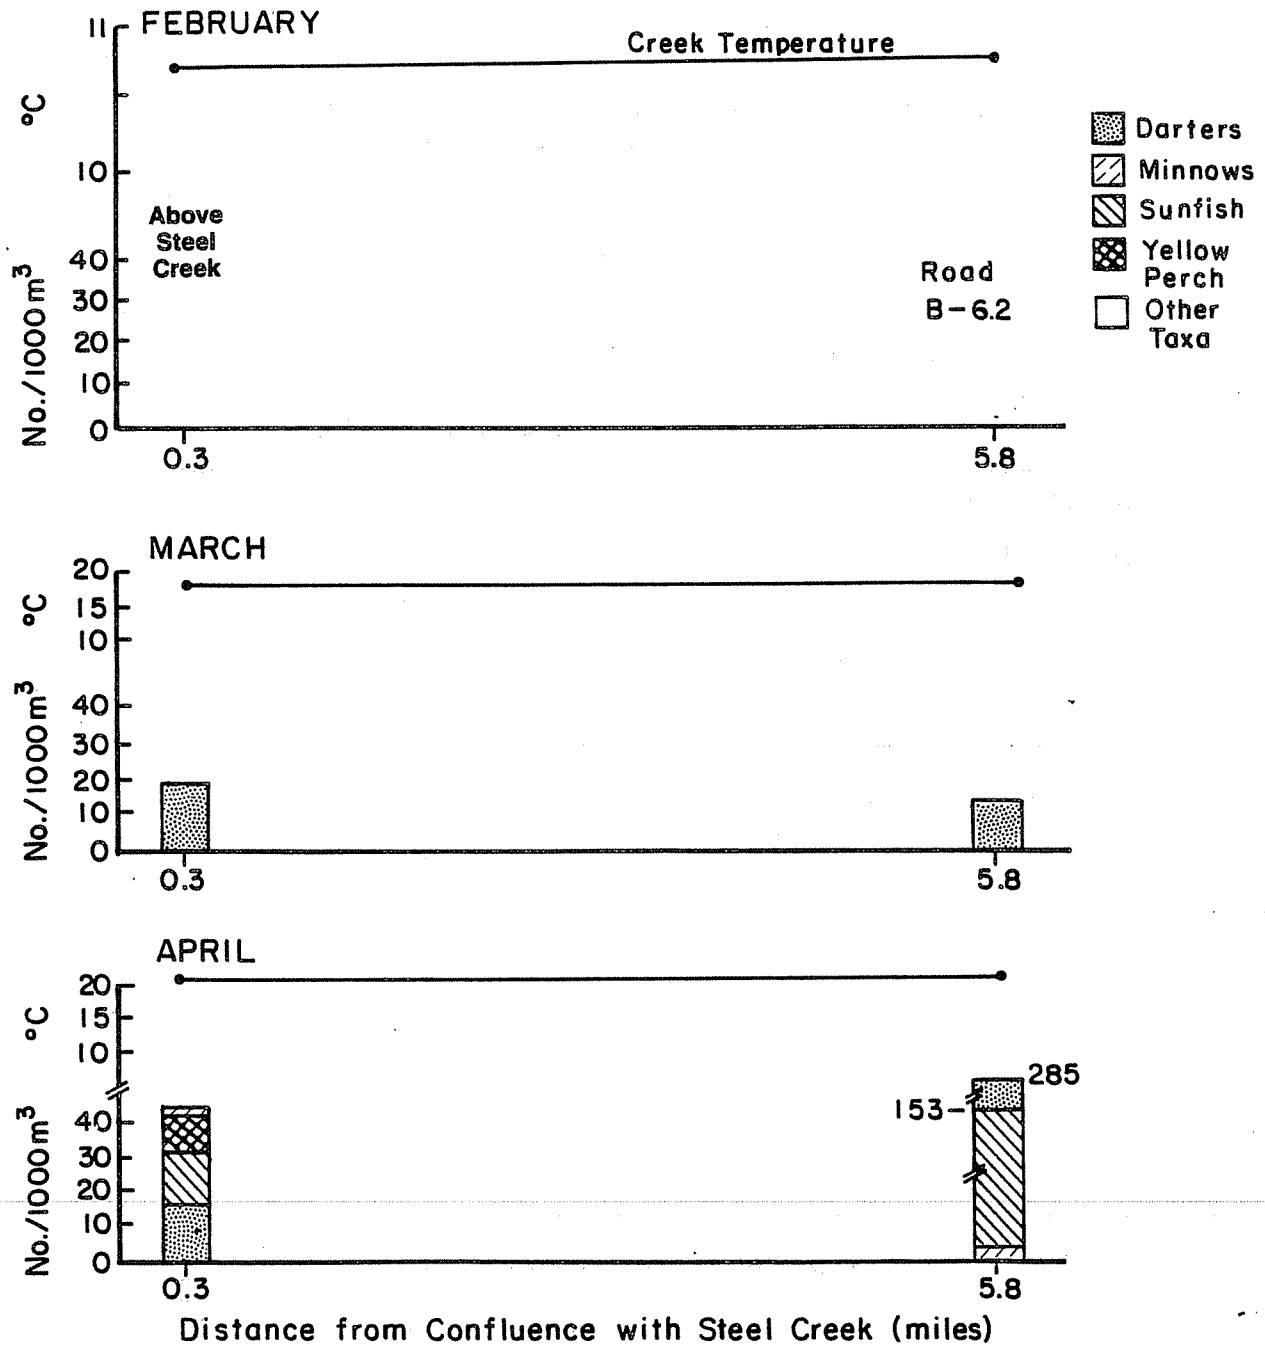 FEBRUARY
Creek Temperature
11
10
°C
Above
Steel
Creek
Road
B-6.2
40
30
20
10
0
No./1000m³
0.3
5.8
Darters
Minnows
Sunfish
Yellow
Perch
Other
Taxa
MARCH
20
15
10
°C
40
30
20
10
0
No./1000m³
0.3
5.8
APRIL
20
15
10
°C
40
30
20
10
0
No./1000m³
153
285
0.3
5.8
Distance from Confluence with Steel Creek (miles)